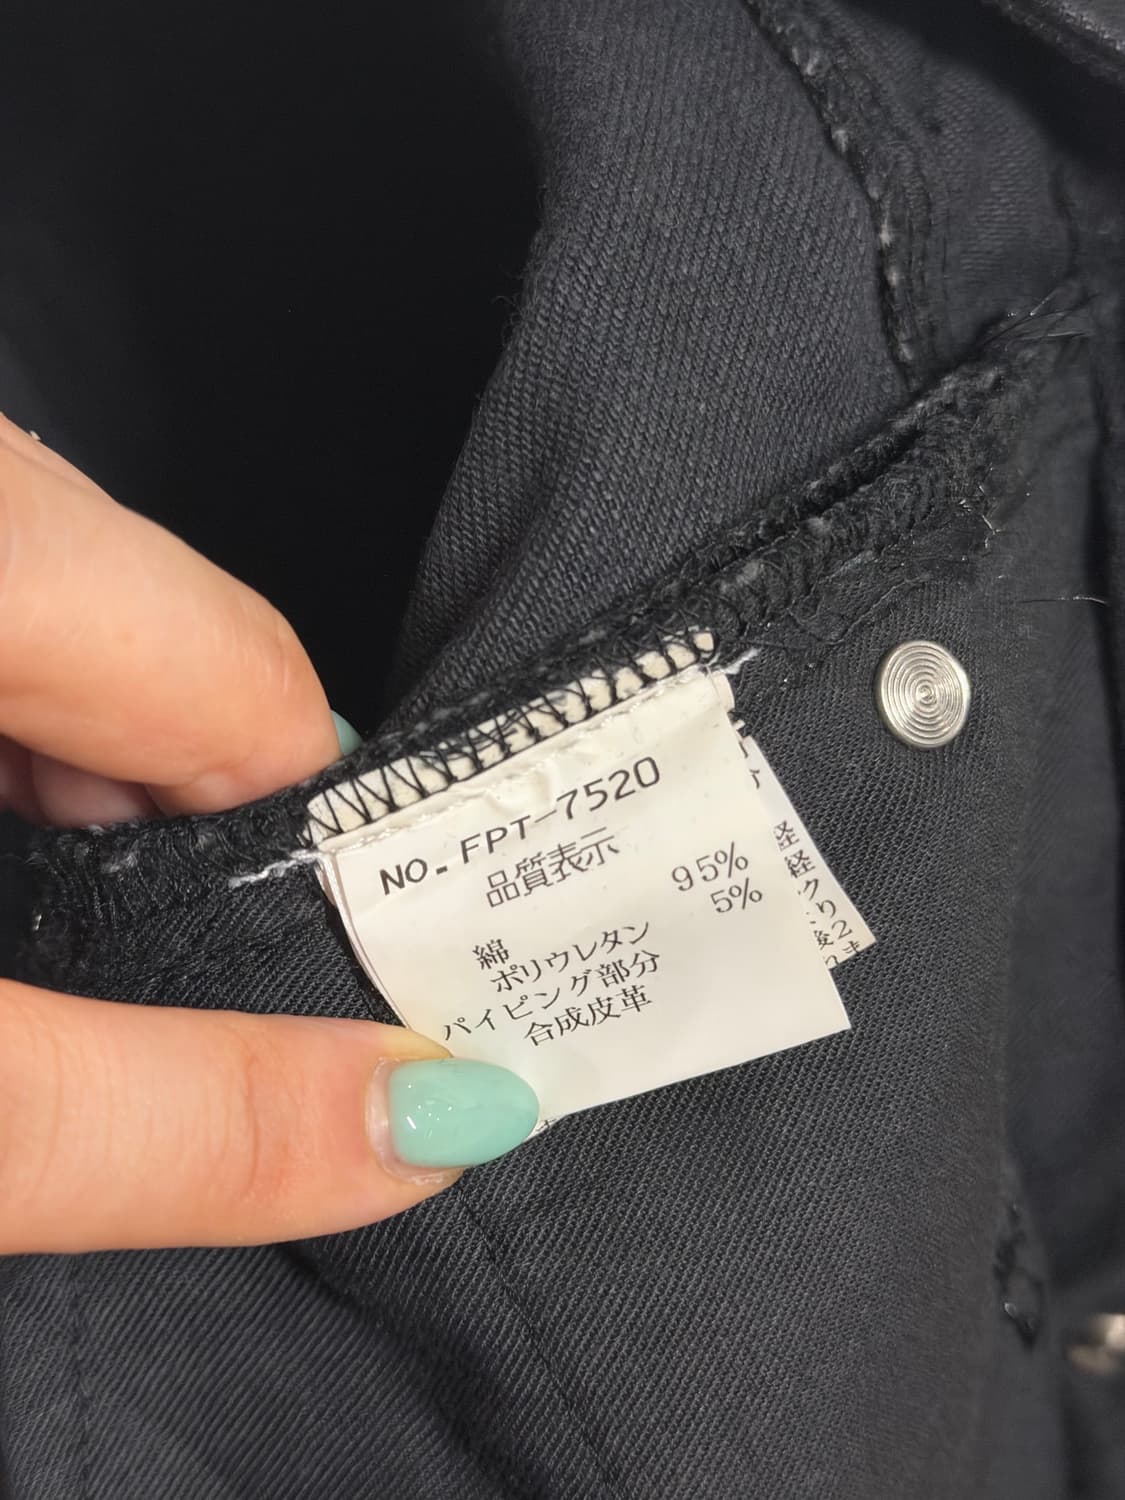 NO. FPT-7520
品質表示
綿 95%
ポリウレタン 5%
パイピング部分
合成皮革